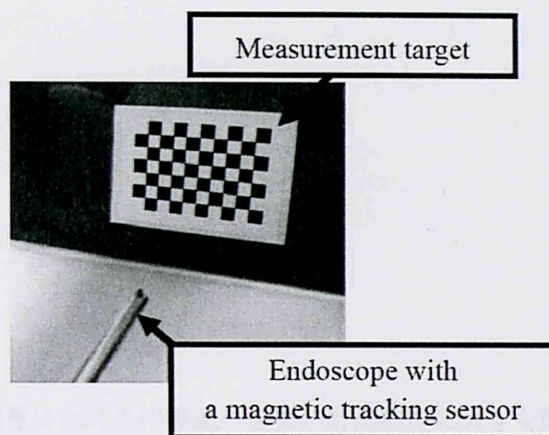 Measurement target
Endoscope with
a magnetic tracking sensor